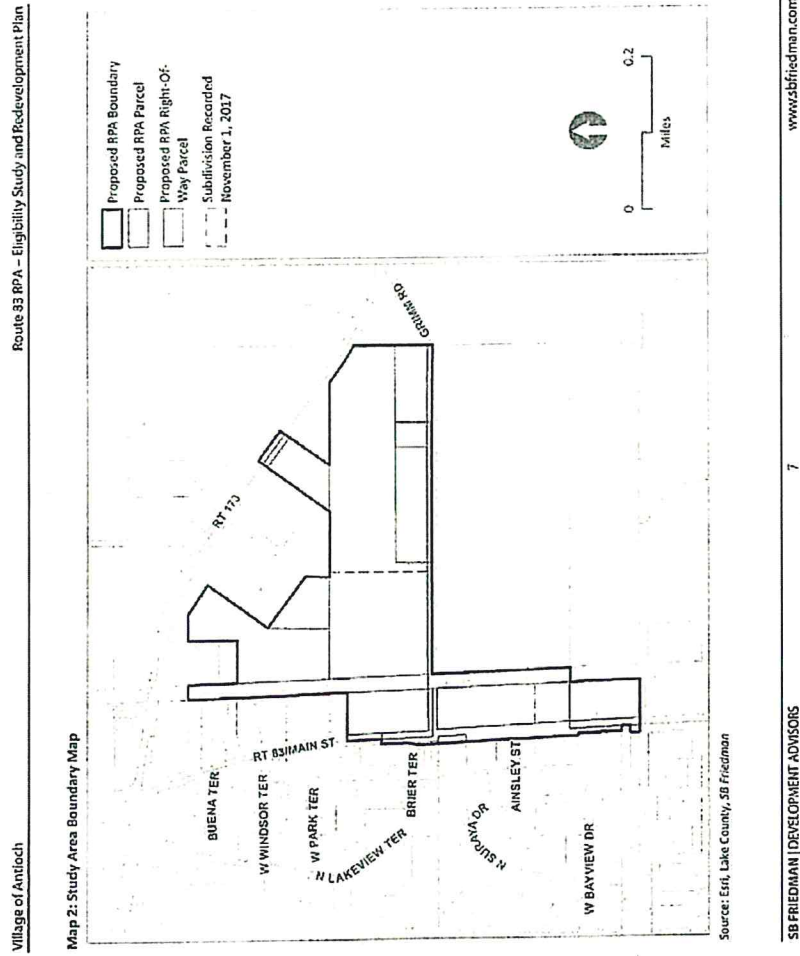 Village of Antioch
Route 83 RPA – Eligibility Study and Redevelopment Plan
Map 2: Study Area Boundary Map
BUENA TER
W WINDSOR TER
W PARK TER
N LAKEVIEW TER
BRIER TER
N SURAYA DR
AINSLEY ST
W BAYVIEW DR
RT 83/MAIN ST
RT 173
GRIMM RD
Proposed RPA Boundary
Proposed RPA Parcel
Proposed RPA Right-Of-
Way Parcel
Subdivision Recorded
November 1, 2017
0 0.2
Miles
Source: Esri, Lake County, SB Friedman
SB FRIEDMAN | DEVELOPMENT ADVISORS
7
www.sbfriedman.com